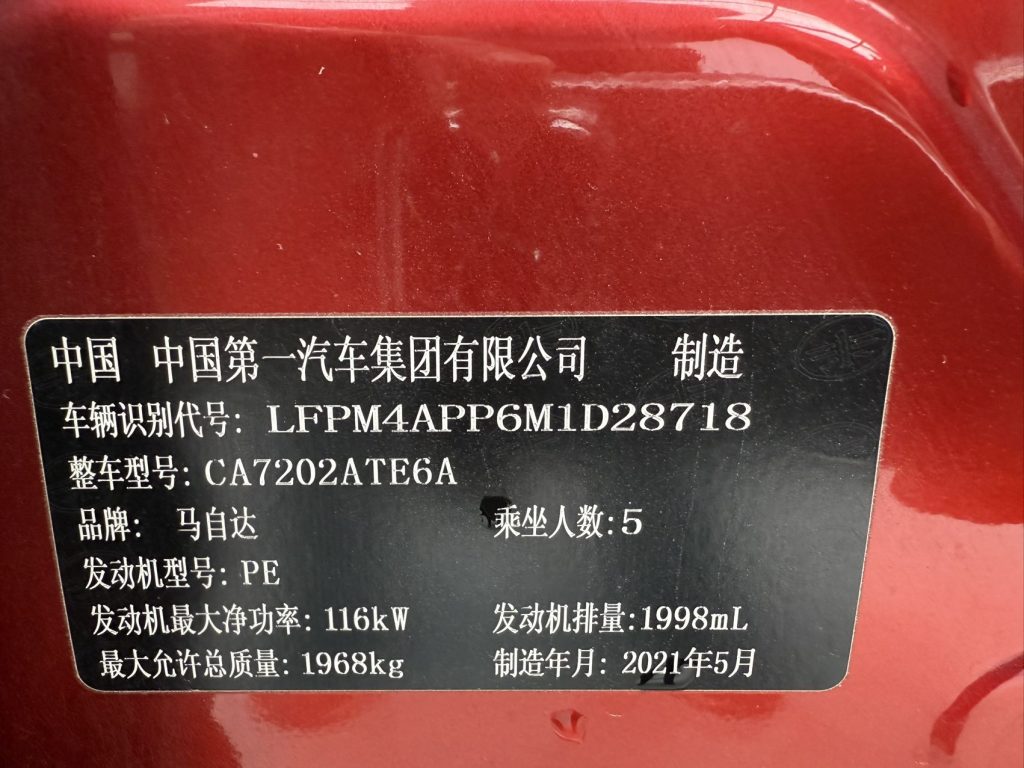 中国 中国第一汽车集团有限公司 制造
车辆识别代号: LFPM4APP6M1D28718
整车型号: CA7202ATE6A
品牌: 马自达 乘坐人数:5
发动机型号: PE
发动机最大净功率: 116kW 发动机排量:1998mL
最大允许总质量: 1968kg 制造年月: 2021年5月